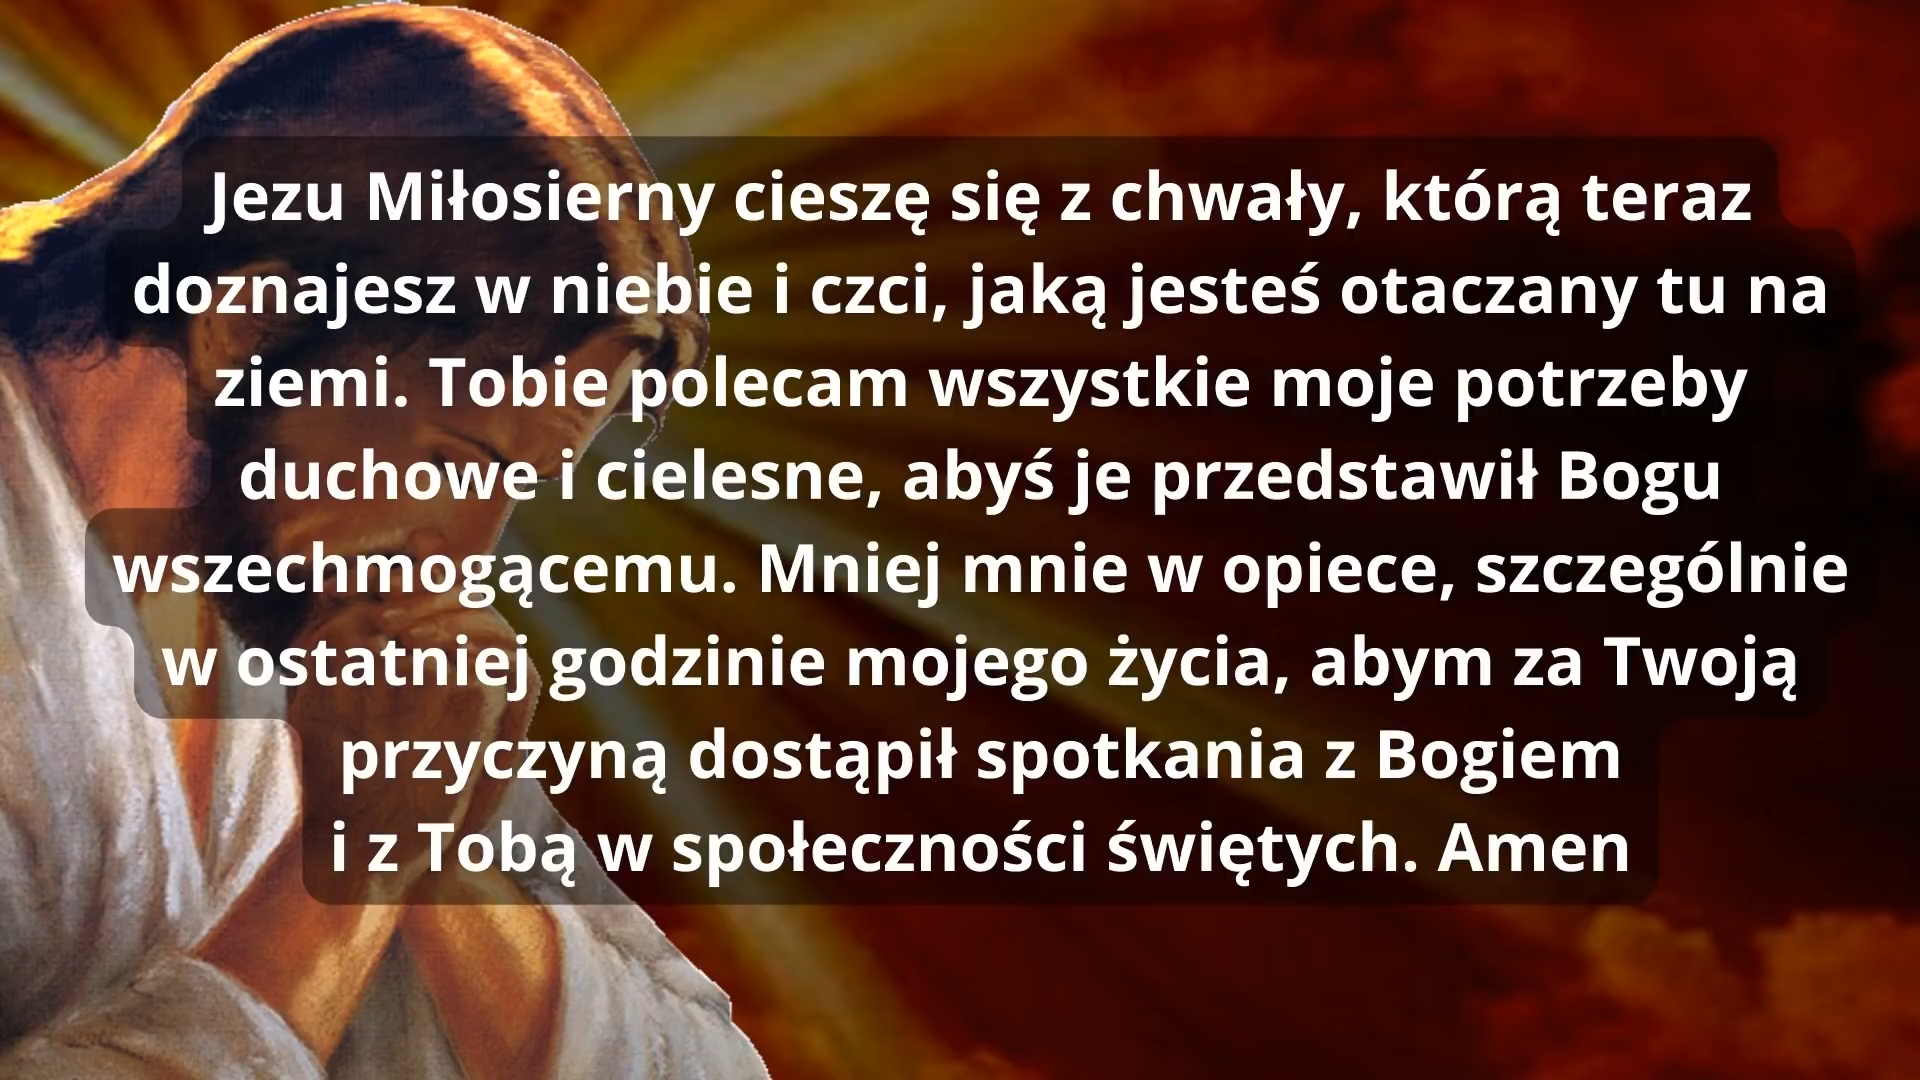 Jezu Miłosierny cieszę się z chwały, którą teraz
doznajesz w niebie i czci, jaką jesteś otaczany tu na
ziemi. Tobie polecam wszystkie moje potrzeby
duchowe i cielesne, abyś je przedstawił Bogu
wszechmogącemu. Mniej mnie w opiece, szczególnie
w ostatniej godzinie mojego życia, abym za Twoją
przyczyną dostąpił spotkania z Bogiem
i z Tobą w społeczności świętych. Amen